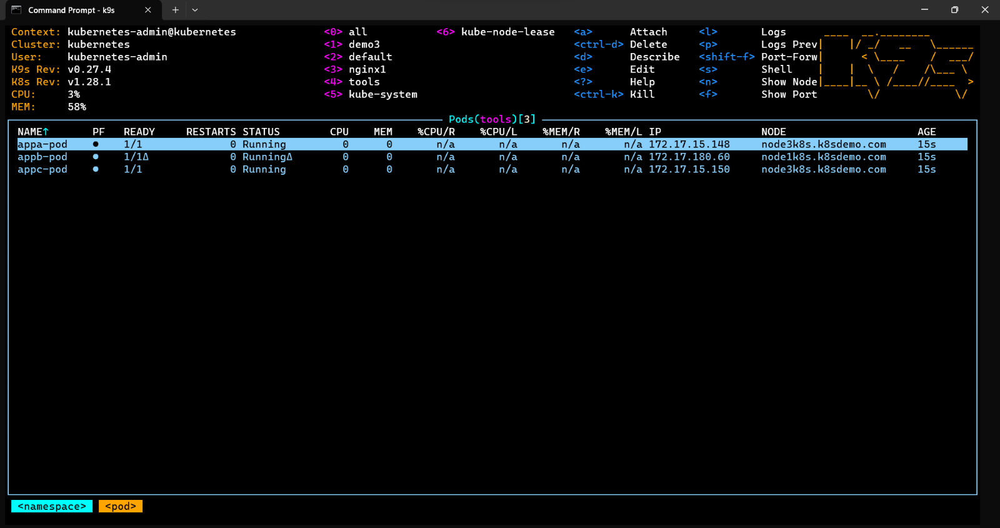 Command Prompt - k9s
Context: kubernetes-admin@kubernetes <0> all <6> kube-node-lease <a> Attach <l> Logs
Cluster: kubernetes <1> demo3 <ctrl-d> Delete <p> Logs Prev
User: kubernetes-admin <2> default <d> Describe <shift-f> Port-Forw
K9s Rev: v0.27.4 <3> nginx1 <e> Edit <s> Shell
K8s Rev: v1.28.1 <4> tools <?> Help <n> Show Node
CPU: 3% <5> kube-system <ctrl-k> Kill <f> Show Port
MEM: 58%
Pods(tools)[3]
NAME↑ PF READY RESTARTS STATUS CPU MEM %CPU/R %CPU/L %MEM/R %MEM/L IP NODE AGE
appa-pod ● 1/1 0 Running 0 0 n/a n/a n/a n/a 172.17.15.148 node3k8s.k8sdemo.com 15s
appb-pod ● 1/1Δ 0 RunningΔ 0 0 n/a n/a n/a n/a 172.17.180.60 node1k8s.k8sdemo.com 15s
appc-pod ● 1/1 0 Running 0 0 n/a n/a n/a n/a 172.17.15.150 node3k8s.k8sdemo.com 15s
<namespace> <pod>